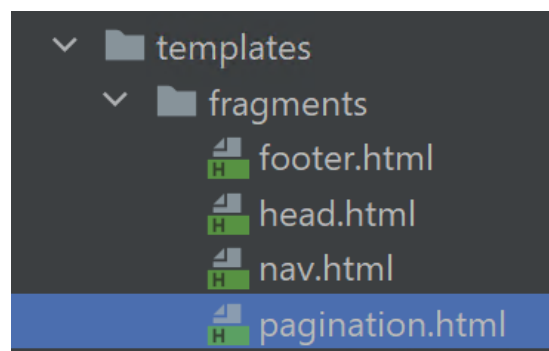 templates
fragments
H footer.html
H head.html
H nav.html
H pagination.html